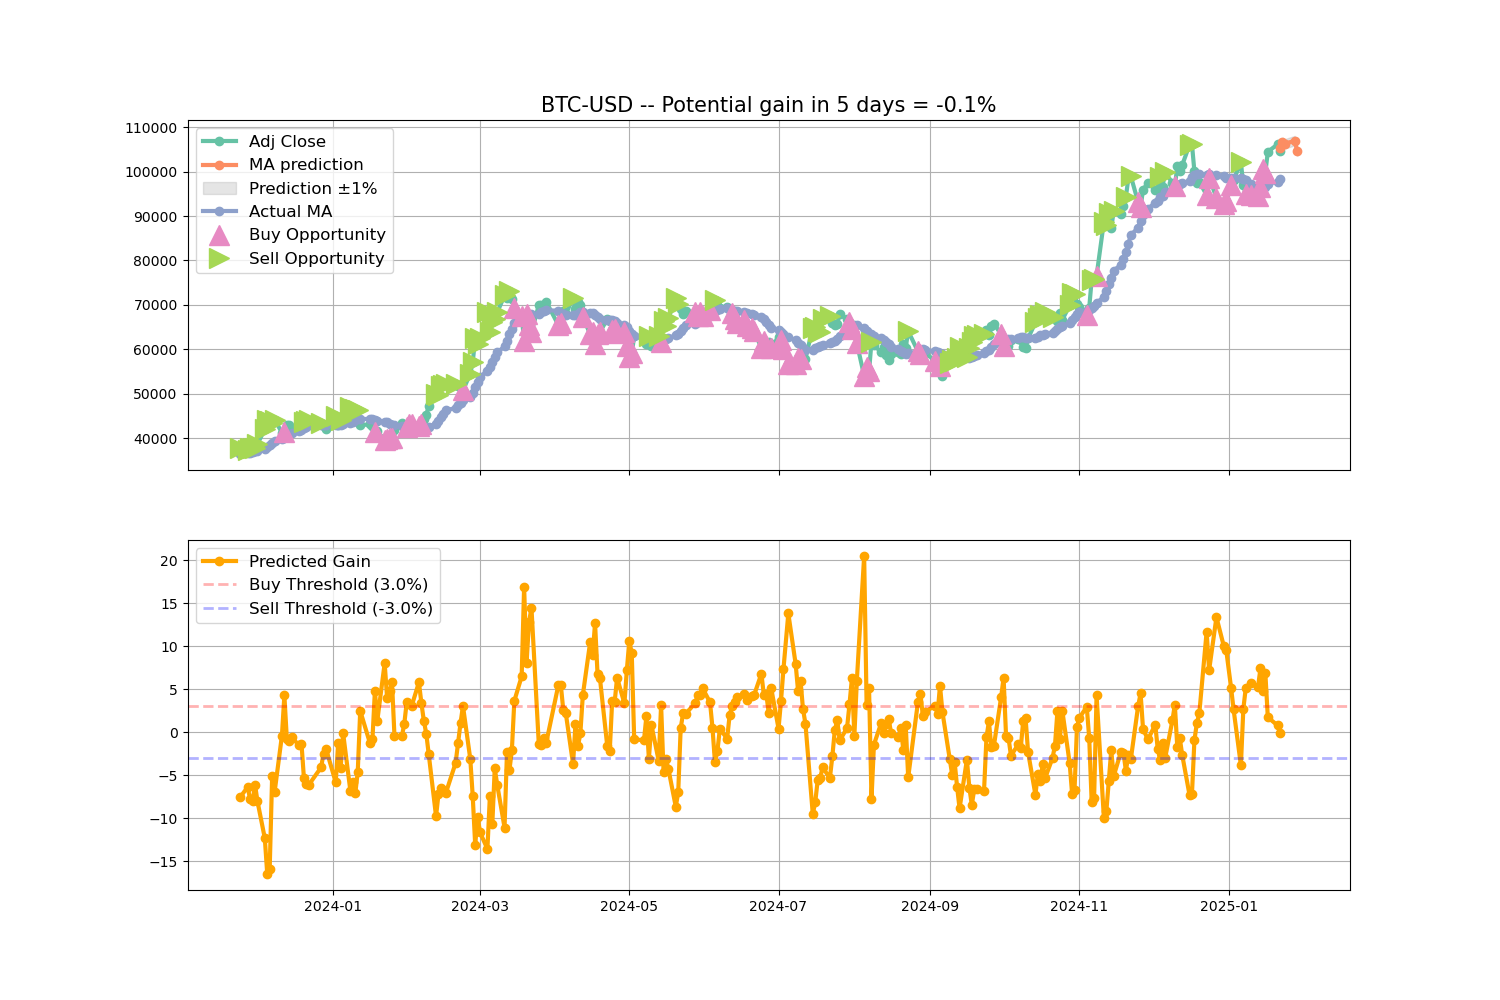 BTC-USD -- Potential gain in 5 days = -0.1%
110000
100000
90000
80000
70000
60000
50000
40000
Adj Close
MA prediction
Prediction ±1%
Actual MA
Buy Opportunity
Sell Opportunity
20
15
10
5
0
−5
−10
−15
Predicted Gain
Buy Threshold (3.0%)
Sell Threshold (-3.0%)
2024-01
2024-03
2024-05
2024-07
2024-09
2024-11
2025-01